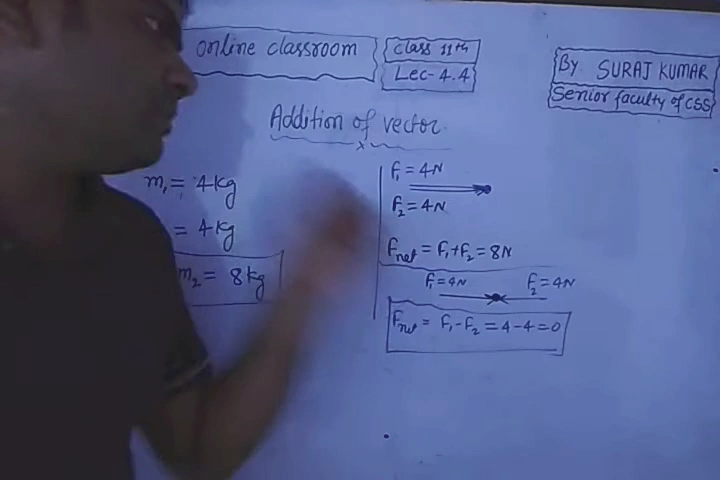 online classroom
Class 11th
Lec-4.4
By SURAJ KUMAR
Senior faculty of CSS
Addition of vector
m₁ = 4kg
= 4kg
m₂ = 8kg
F₁ = 4N
F₂ = 4N
Fnet = F₁+F₂ = 8N
F₁=4N F₂=4N
Fnet = F₁-F₂ = 4-4=0